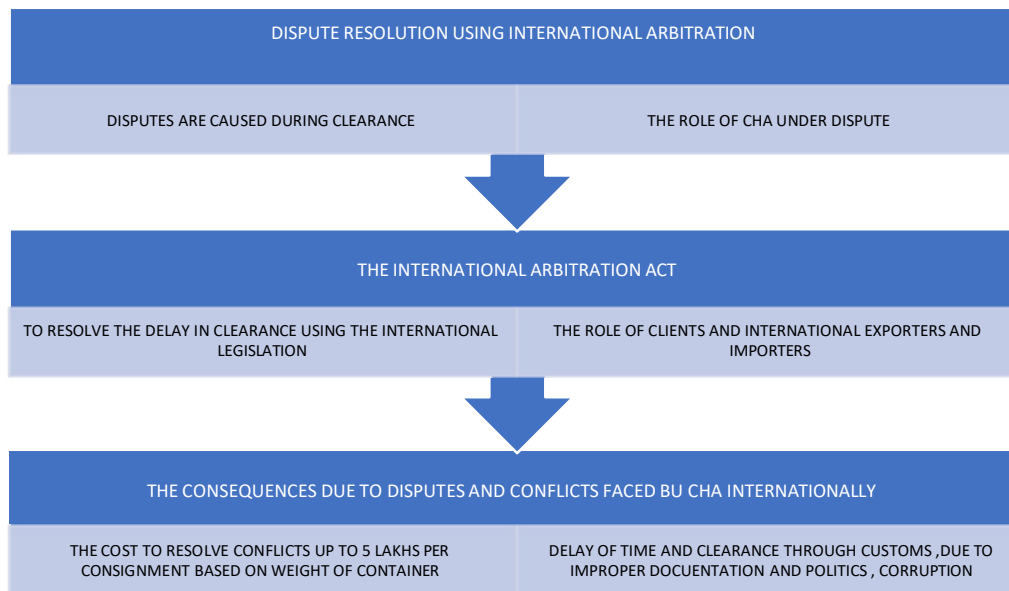 DISPUTE RESOLUTION USING INTERNATIONAL ARBITRATION
DISPUTES ARE CAUSED DURING CLEARANCE
THE ROLE OF CHA UNDER DISPUTE
THE INTERNATIONAL ARBITRATION ACT
TO RESOLVE THE DELAY IN CLEARANCE USING THE INTERNATIONAL
LEGISLATION
THE ROLE OF CLIENTS AND INTERNATIONAL EXPORTERS AND
IMPORTERS
THE CONSEQUENCES DUE TO DISPUTES AND CONFLICTS FACED BU CHA INTERNATIONALLY
THE COST TO RESOLVE CONFLICTS UP TO 5 LAKHS PER
CONSIGNMENT BASED ON WEIGHT OF CONTAINER
DELAY OF TIME AND CLEARANCE THROUGH CUSTOMS ,DUE TO
IMPROPER DOCUENTATION AND POLITICS , CORRUPTION